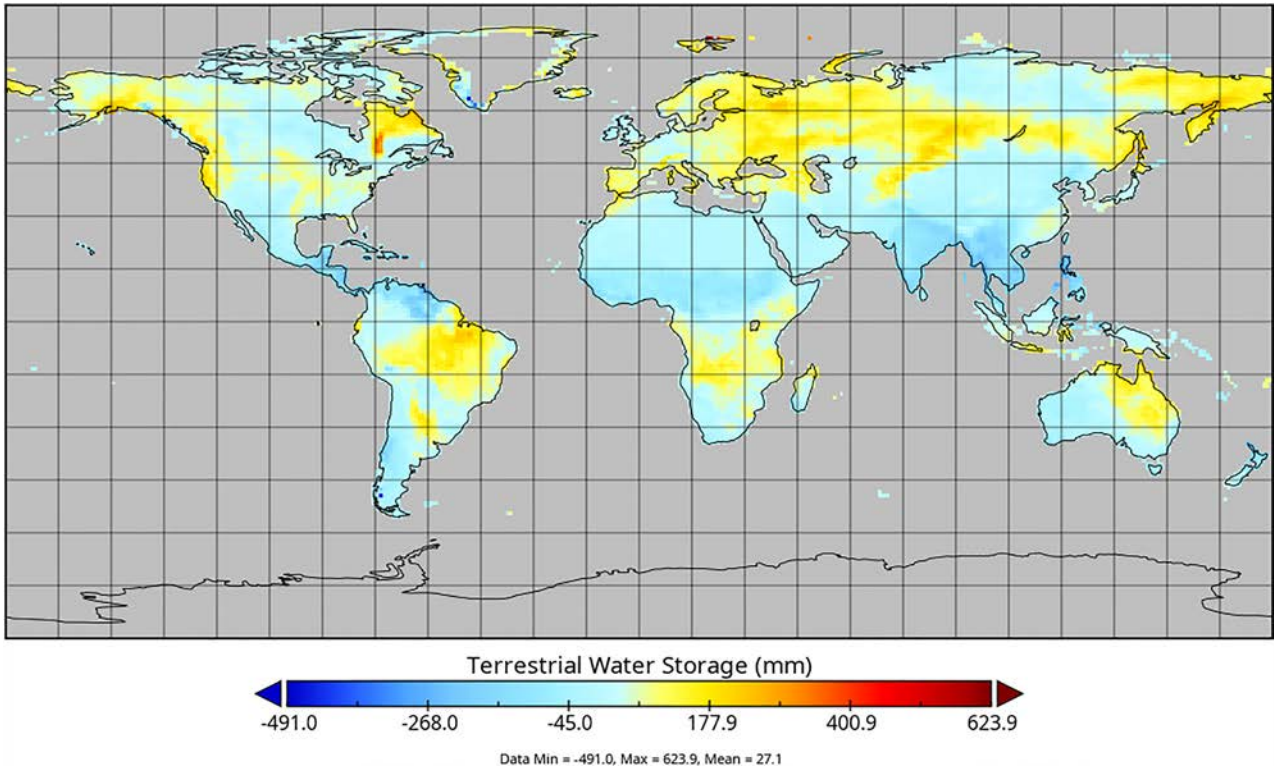 Terrestrial Water Storage (mm)
-491.0 -268.0 -45.0 177.9 400.9 623.9
Data Min = -491.0, Max = 623.9, Mean = 27.1